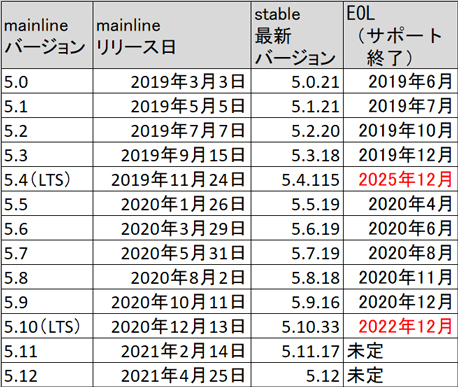 mainline バージョン mainline リリース日 stable 最新 バージョン EOL （サポート 終了）
5.0 2019年3月3日 5.0.21 2019年6月
5.1 2019年5月5日 5.1.21 2019年7月
5.2 2019年7月7日 5.2.20 2019年10月
5.3 2019年9月15日 5.3.18 2019年12月
5.4（LTS） 2019年11月24日 5.4.115 2025年12月
5.5 2020年1月26日 5.5.19 2020年4月
5.6 2020年3月29日 5.6.19 2020年6月
5.7 2020年5月31日 5.7.19 2020年8月
5.8 2020年8月2日 5.8.18 2020年11月
5.9 2020年10月11日 5.9.16 2020年12月
5.10（LTS） 2020年12月13日 5.10.33 2022年12月
5.11 2021年2月14日 5.11.17 未定
5.12 2021年4月25日 5.12 未定